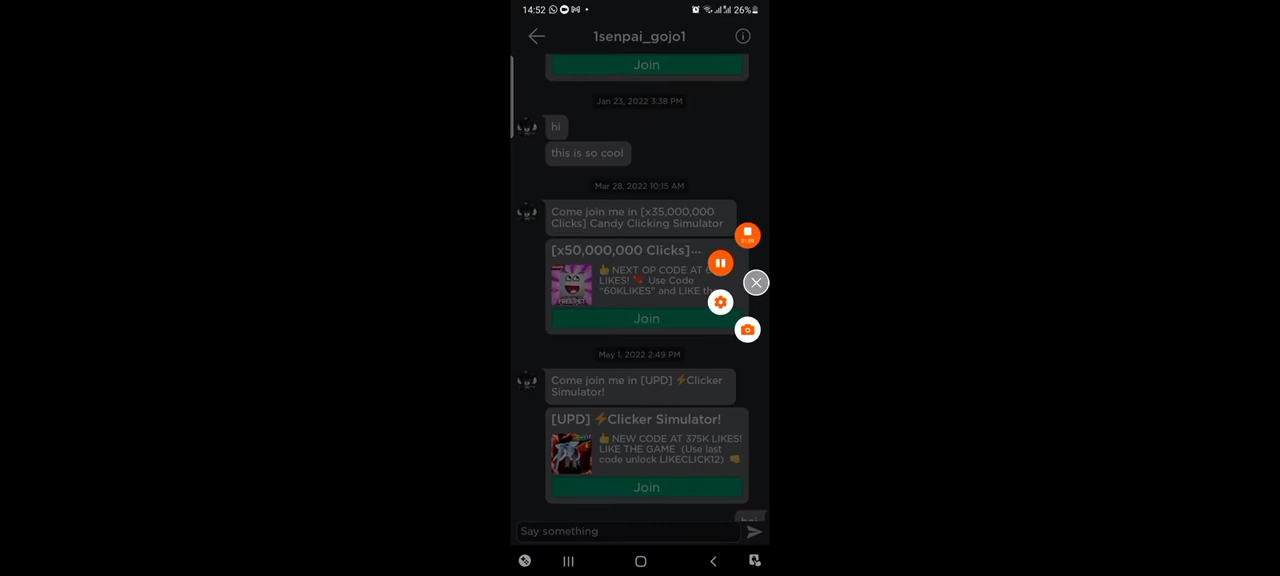 14:52 26%
1senpai_gojo1
Join
Jan 23, 2022 3:38 PM
hi
this is so cool
Mar 28, 2022 10:15 AM
Come join me in [x35,000,000
Clicks] Candy Clicking Simulator
[x50,000,000 Clicks]...
👍NEXT OP CODE AT
LIKES! Use Code
"60KLIKES" and LIKE
Join
May 1, 2022 2:49 PM
Come join me in [UPD] ⚡Clicker
Simulator!
[UPD] ⚡Clicker Simulator!
👍NEW CODE AT 375K LIKES!
LIKE THE GAME (Use last
code unlock LIKECLICK12) 👊
Join
Say something